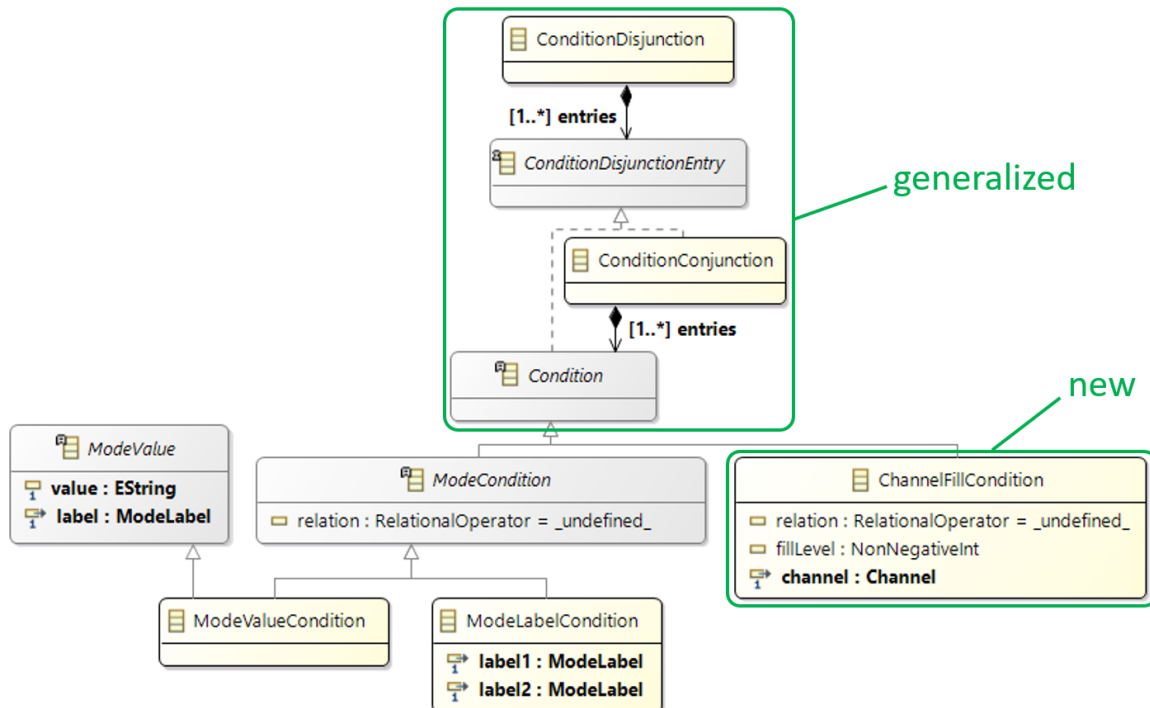 ConditionDisjunction
[1..*] entries
ConditionDisjunctionEntry
generalized
ConditionConjunction
[1..*] entries
Condition
new
ModeValue
value : EString
label : ModeLabel
ModeCondition
relation : RelationalOperator = _undefined_
ChannelFillCondition
relation : RelationalOperator = _undefined_
fillLevel : NonNegativeInt
channel : Channel
ModeValueCondition
ModeLabelCondition
label1 : ModeLabel
label2 : ModeLabel